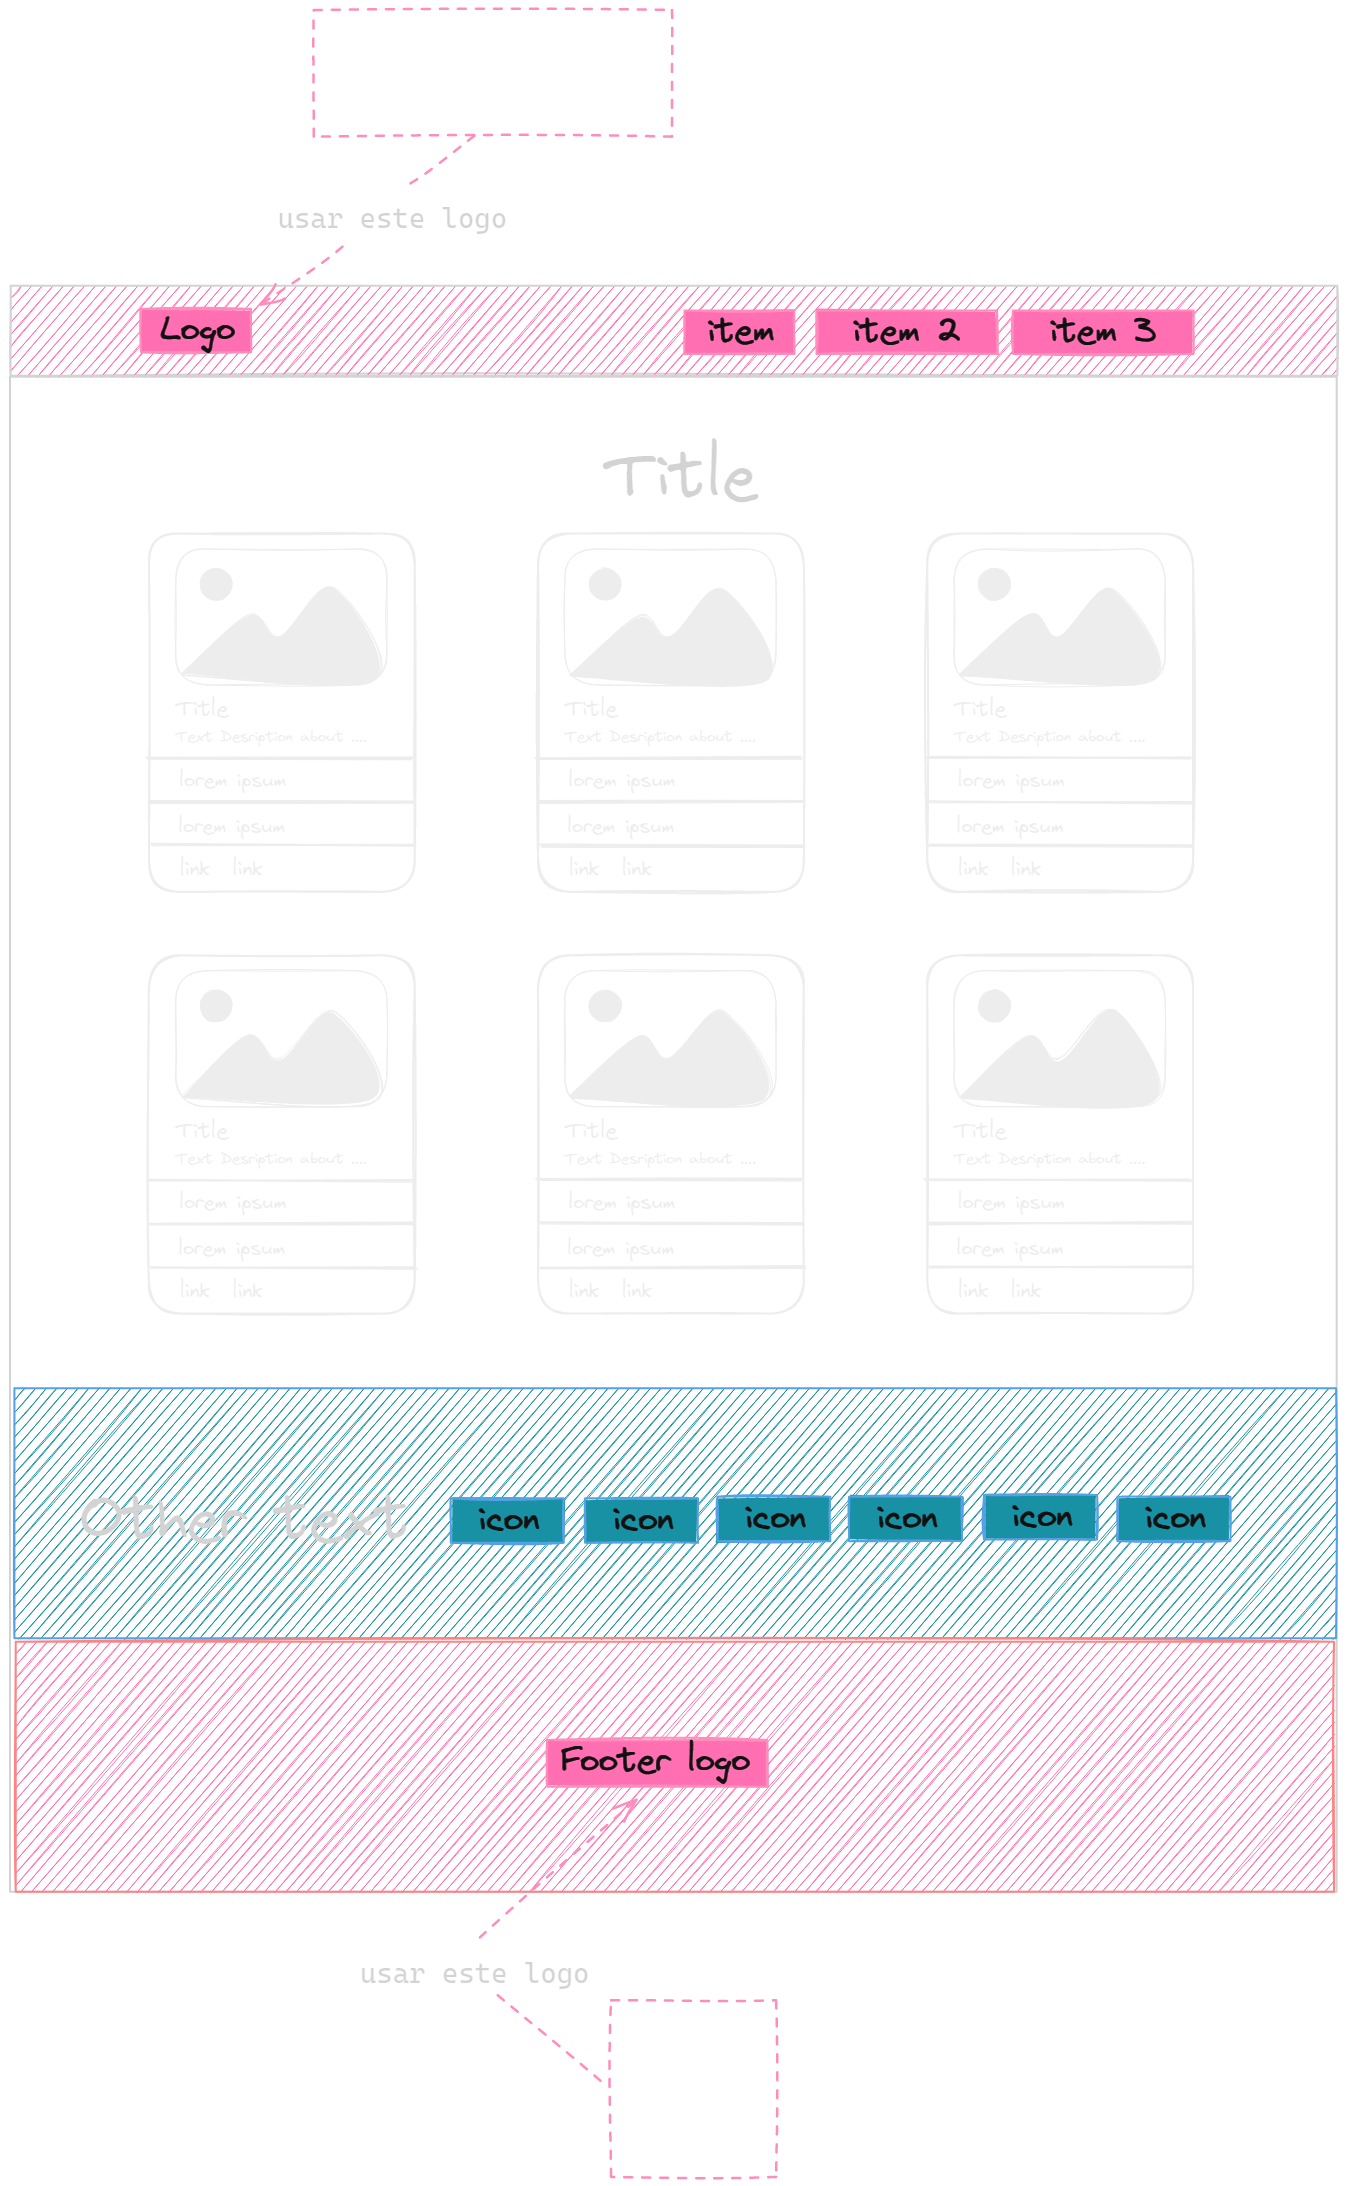 usar este logo
Logo
item item 2 item 3
Title
Title Title Title
Text Desription about .... Text Desription about .... Text Desription about ....
lorem ipsum lorem ipsum lorem ipsum
lorem ipsum lorem ipsum lorem ipsum
link link link link link link
Title Title Title
Text Desription about .... Text Desription about .... Text Desription about ....
lorem ipsum lorem ipsum lorem ipsum
lorem ipsum lorem ipsum lorem ipsum
link link link link link link
Other text
icon icon icon icon icon icon
Footer logo
usar este logo